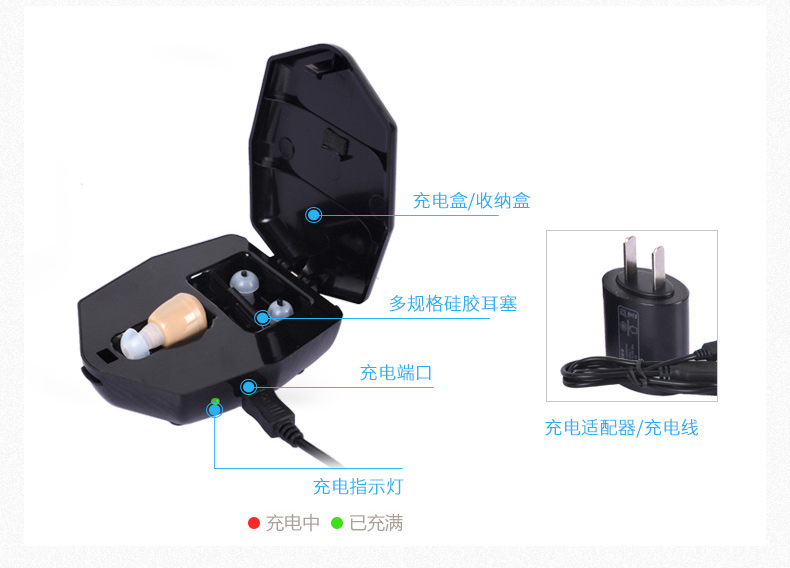 充电盒/收纳盒
多规格硅胶耳塞
充电端口
充电适配器/充电线
充电指示灯
充电中 已充满